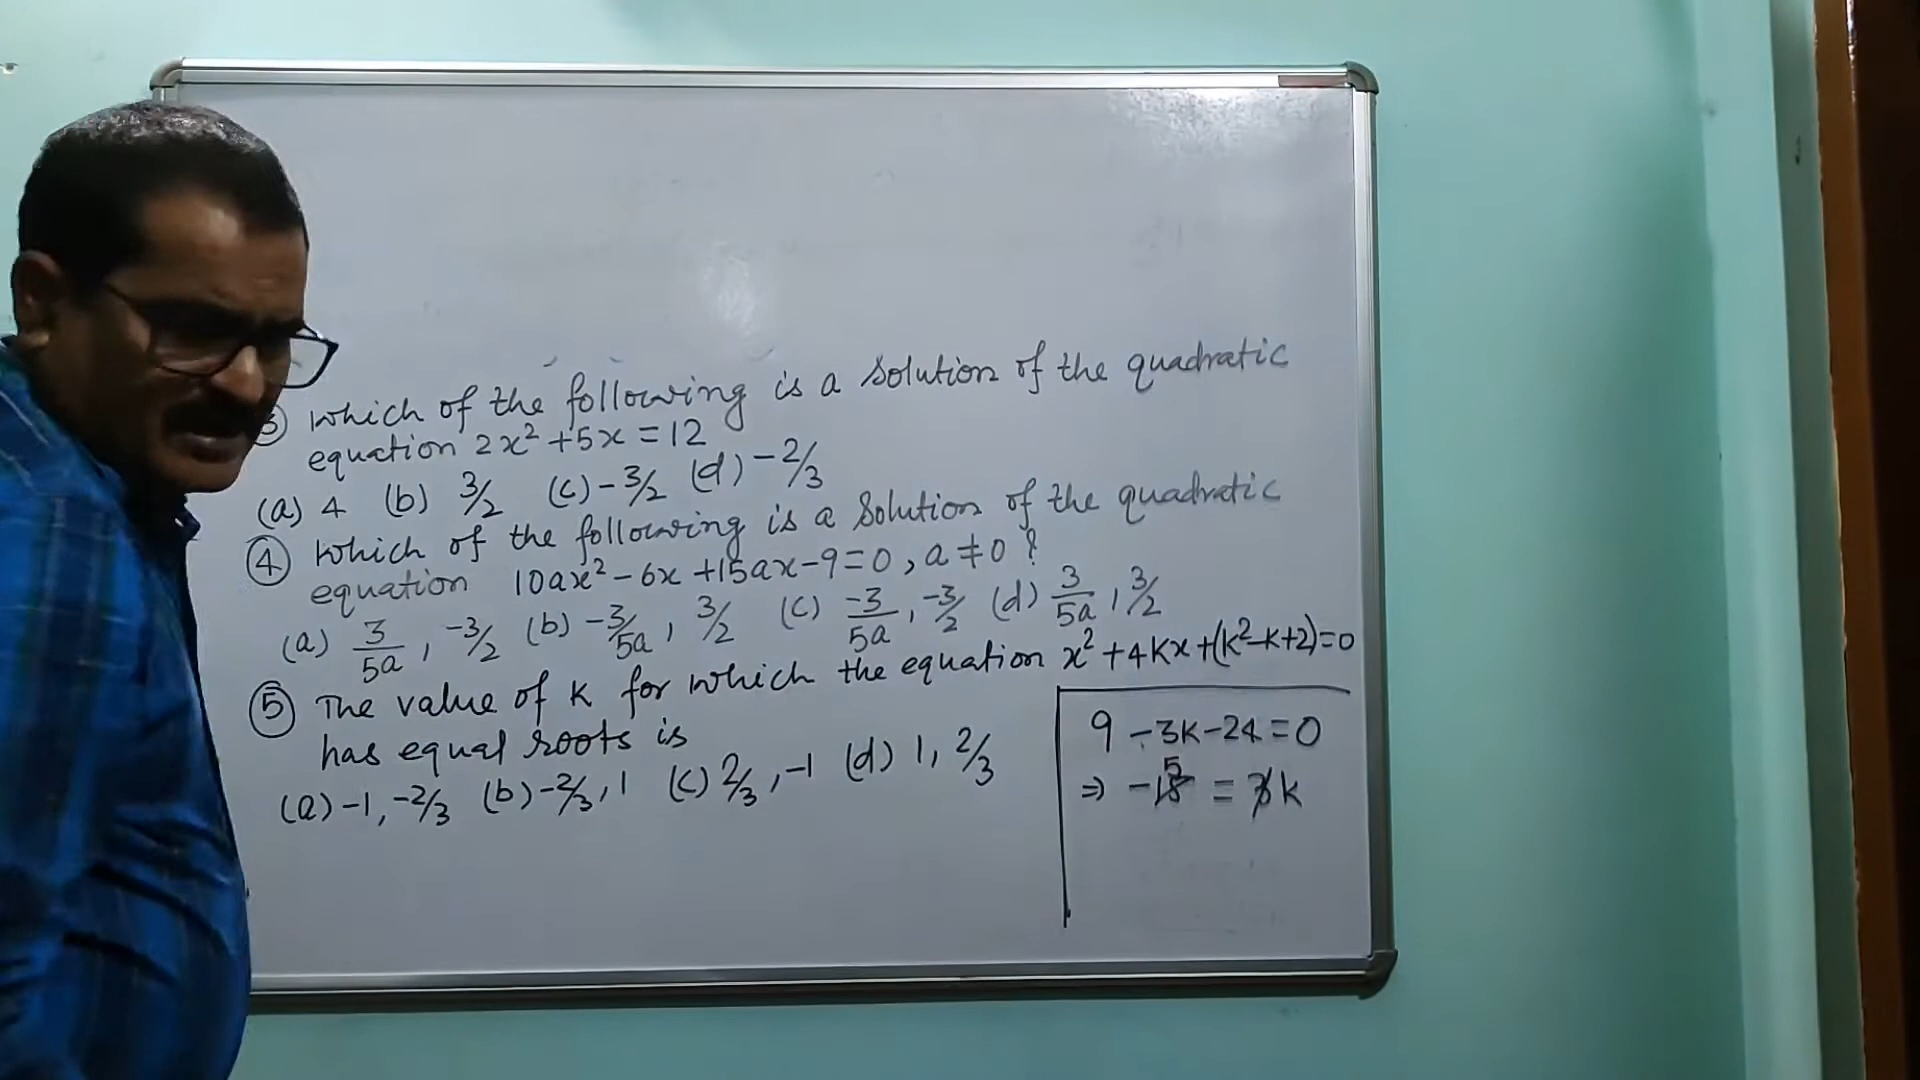 ③ Which of the following is a solution of the quadratic
equation 2x² + 5x = 12
(a) 4 (b) 3/2 (c) -3/2 (d) -2/3
④ Which of the following is a solution of the quadratic
equation 10ax² - 6x + 15ax - 9 = 0, a ≠ 0 ?
(a) 3/5a, -3/2 (b) -3/5a, 3/2 (c) -3/5a, -3/2 (d) 3/5a, 3/2
⑤ The value of k for which the equation x² + 4kx + (k² - k + 2) = 0
has equal roots is
(a) -1, -2/3 (b) -2/3, 1 (c) 2/3, -1 (d) 1, 2/3
9 - 3k - 24 = 0
⇒ -15 = 3k
5